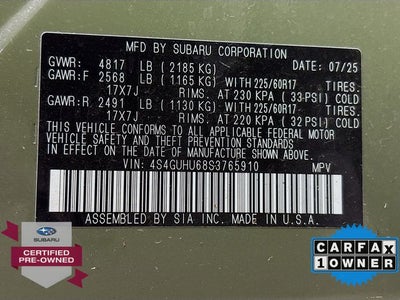 MFD BY SUBARU CORPORATION
GVWR: 4817 LB (2185 KG) DATE: 07/25
GAWR:F 2568 LB (1165 KG) WITH 225/60R17 TIRES.
17X7J RIMS. AT 230 KPA (33 PSI) COLD
GAWR:R 2491 LB (1130 KG) WITH 225/60R17 TIRES.
17X7J RIMS. AT 220 KPA (32 PSI) COLD
THIS VEHICLE CONFORMS TO ALL APPLICABLE FEDERAL
MOTOR VEHICLE SAFETY, BUMPER, AND THEFT PREVENTION STANDARDS
IN EFFECT ON THE DATE OF MANUFACTURE SHOWN ABOVE.
VIN: 4S4GUHU68S3765910 MPV
ASSEMBLED BY SIA INC. MADE IN U.S.A.
SUBARU
CERTIFIED
PRE-OWNED
CARFAX
1 OWNER